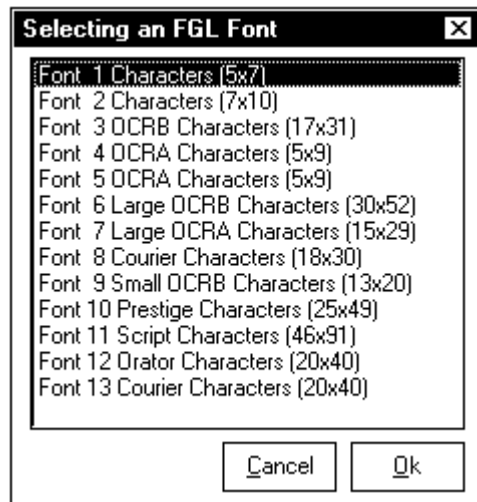 Selecting an FGL Font
Font 1 Characters (5x7)
Font 2 Characters (7x10)
Font 3 OCRB Characters (17x31)
Font 4 OCRA Characters (5x9)
Font 5 OCRA Characters (5x9)
Font 6 Large OCRB Characters (30x52)
Font 7 Large OCRA Characters (15x29)
Font 8 Courier Characters (18x30)
Font 9 Small OCRB Characters (13x20)
Font 10 Prestige Characters (25x49)
Font 11 Script Characters (46x91)
Font 12 Orator Characters (20x40)
Font 13 Courier Characters (20x40)
Cancel Ok